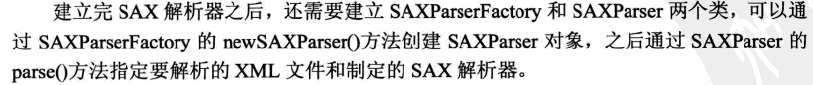 建立完 SAX 解析器之后，还需要建立 SAXParserFactory 和 SAXParser 两个类，可以通
过 SAXParserFactory 的 newSAXParser()方法创建 SAXParser 对象，之后通过 SAXParser 的
parse()方法指定要解析的 XML 文件和制定的 SAX 解析器。